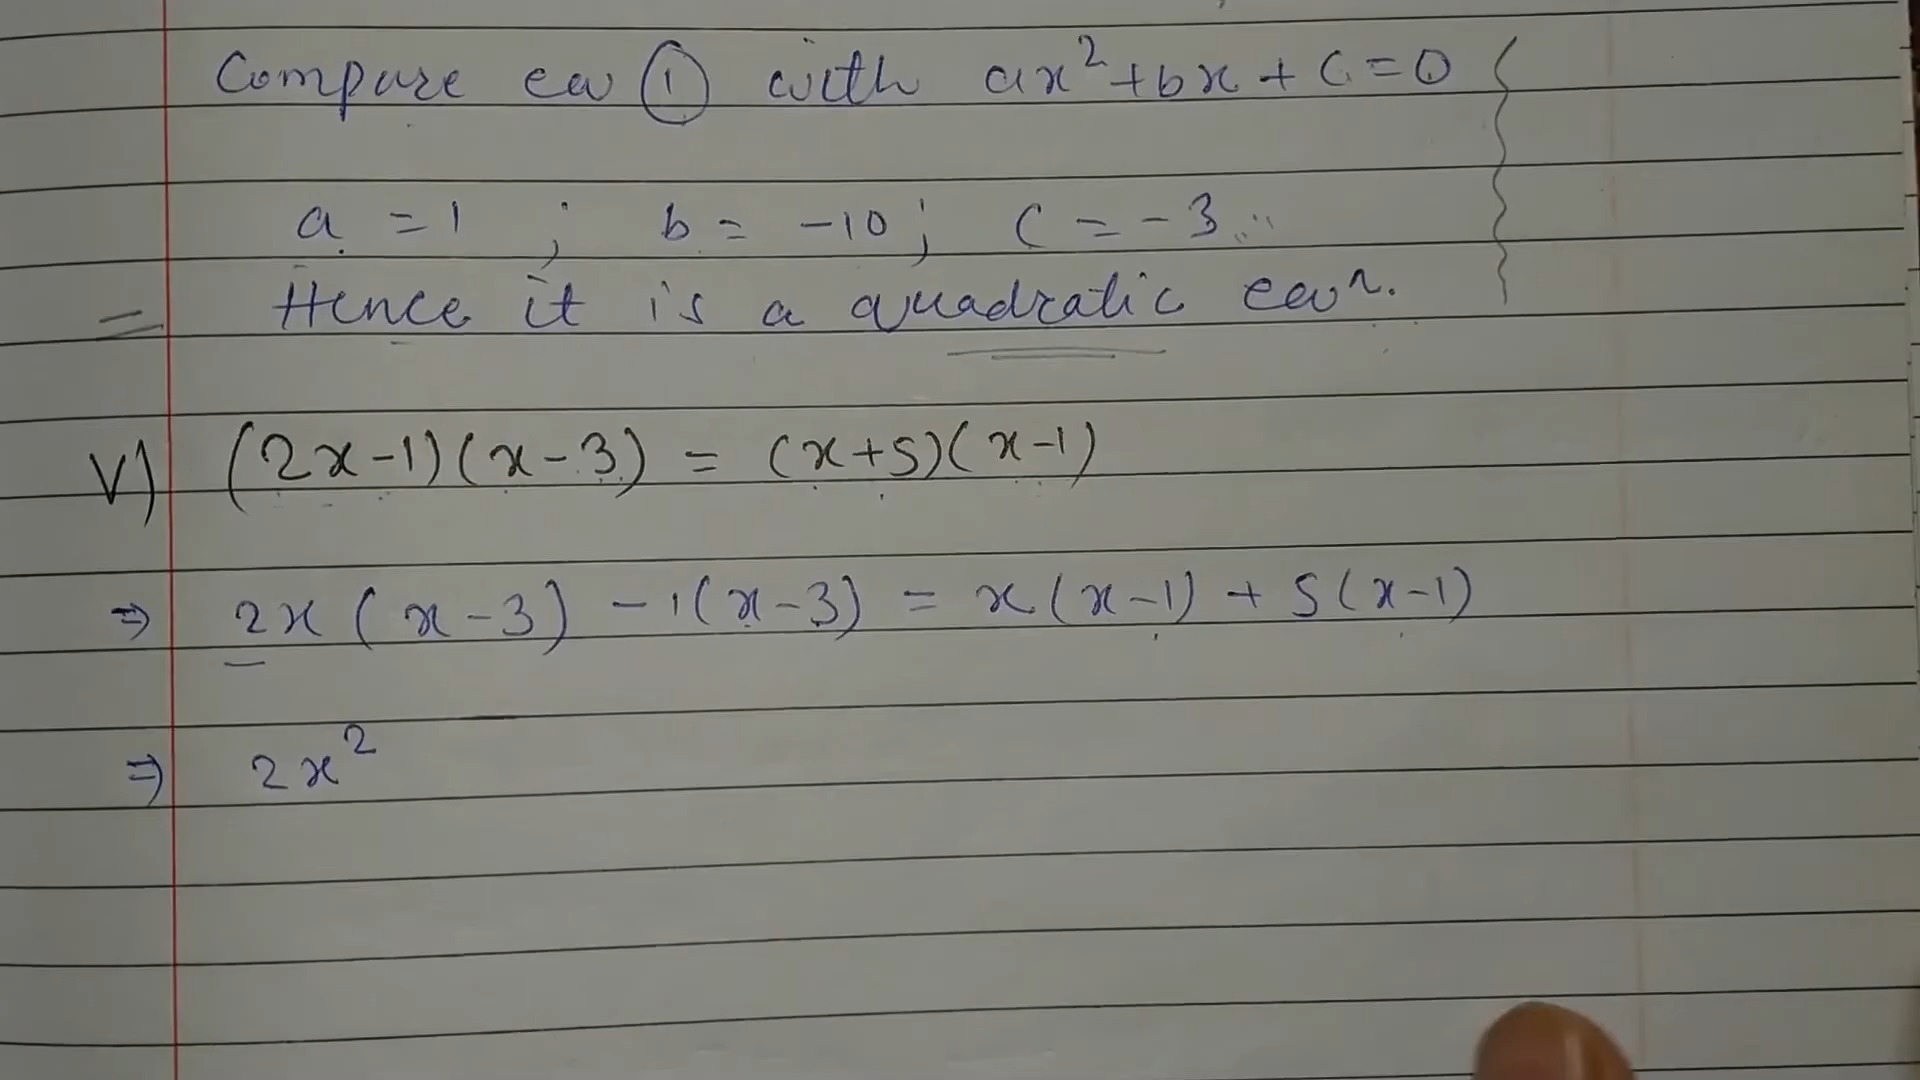 Compare eq ① with ax²+bx+c=0
a = 1 ; b = -10 ; c = -3
Hence it is a quadratic eqn.
V) (2x-1)(x-3) = (x+5)(x-1)
⇒ 2x(x-3) -1(x-3) = x(x-1) + 5(x-1)
⇒ 2x²